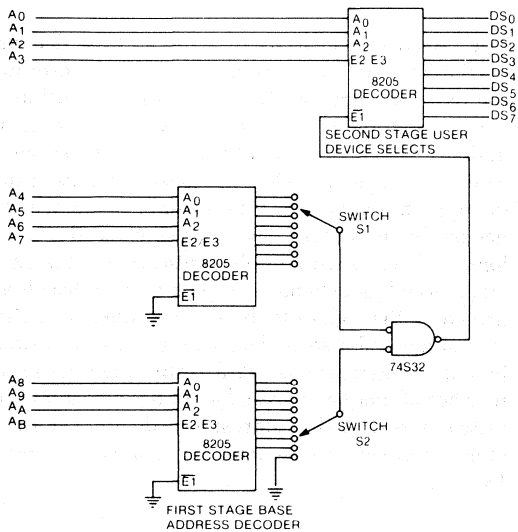 A0
A1
A2
A3
A0
A1
A2
E2 E3
8205
DECODER
E1
DS0
DS1
DS2
DS3
DS4
DS5
DS6
DS7
SECOND STAGE USER
DEVICE SELECTS
A4
A5
A6
A7
A0
A1
A2
E2/E3
8205
DECODER
E1
SWITCH
S1
74S32
A8
A9
AA
AB
A0
A1
A2
E2/E3
8205
DECODER
E1
SWITCH
S2
FIRST STAGE BASE
ADDRESS DECODER